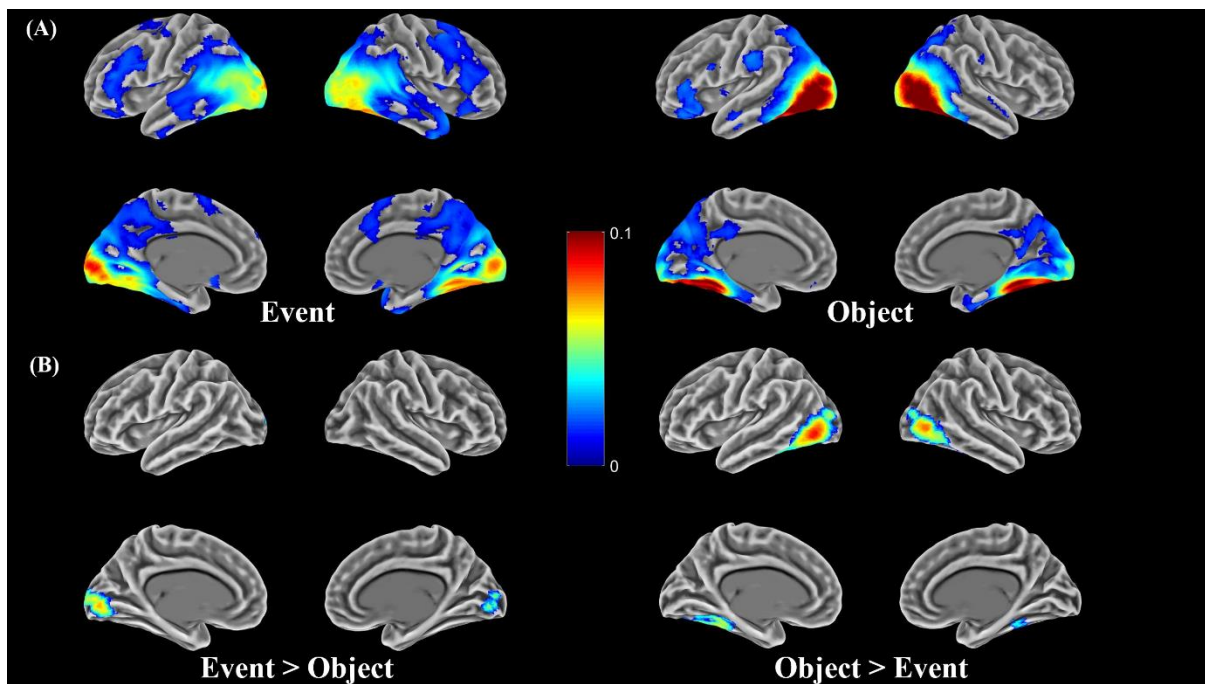 (A)
0.1
Event
Object
(B)
0
Event > Object
Object > Event